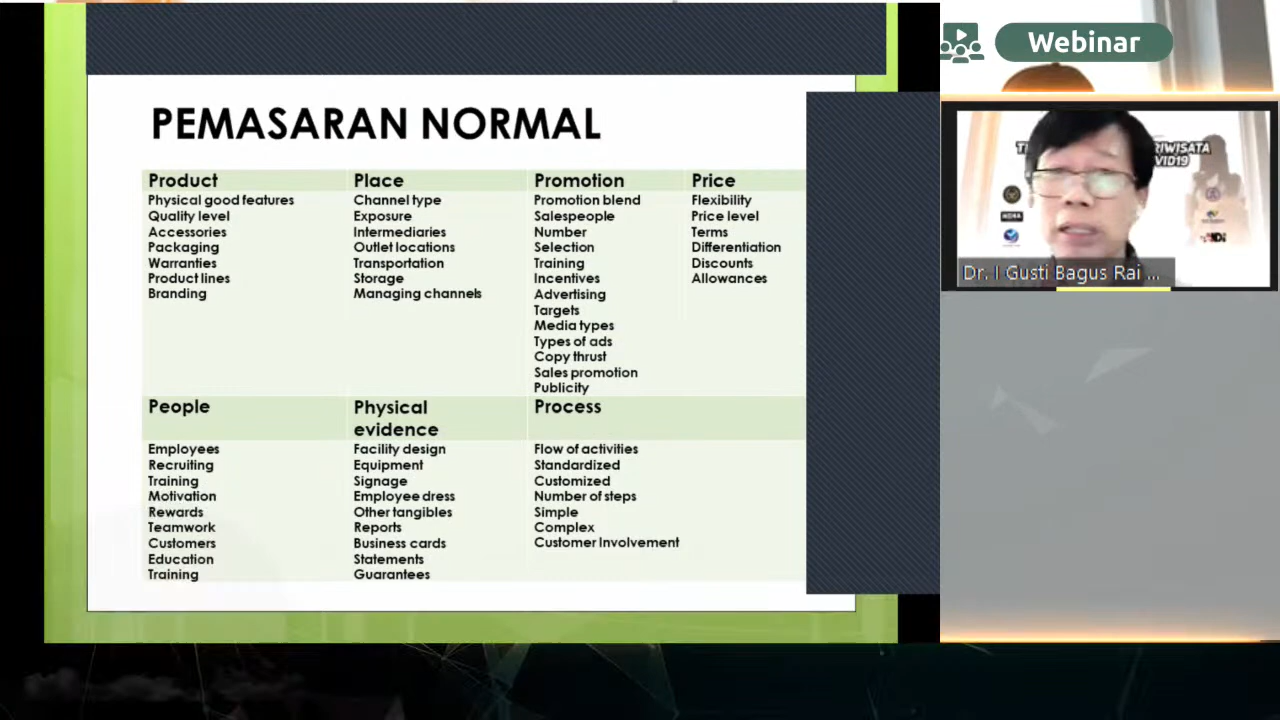 PEMASARAN NORMAL
Product
Physical good features
Quality level
Accessories
Packaging
Warranties
Product lines
Branding
Place
Channel type
Exposure
Intermediaries
Outlet locations
Transportation
Storage
Managing channels
Promotion
Promotion blend
Salespeople
Number
Selection
Training
Incentives
Advertising
Targets
Media types
Types of ads
Copy thrust
Sales promotion
Publicity
Price
Flexibility
Price level
Terms
Differentiation
Discounts
Allowances
People
Employees
Recruiting
Training
Motivation
Rewards
Teamwork
Customers
Education
Training
Physical
evidence
Facility design
Equipment
Signage
Employee dress
Other tangibles
Reports
Business cards
Statements
Guarantees
Process
Flow of activities
Standardized
Customized
Number of steps
Simple
Complex
Customer Involvement
Webinar
Dr. I Gusti Bagus Rai ...